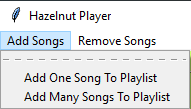 Hazelnut Player
Add Songs Remove Songs
Add One Song To Playlist
Add Many Songs To Playlist